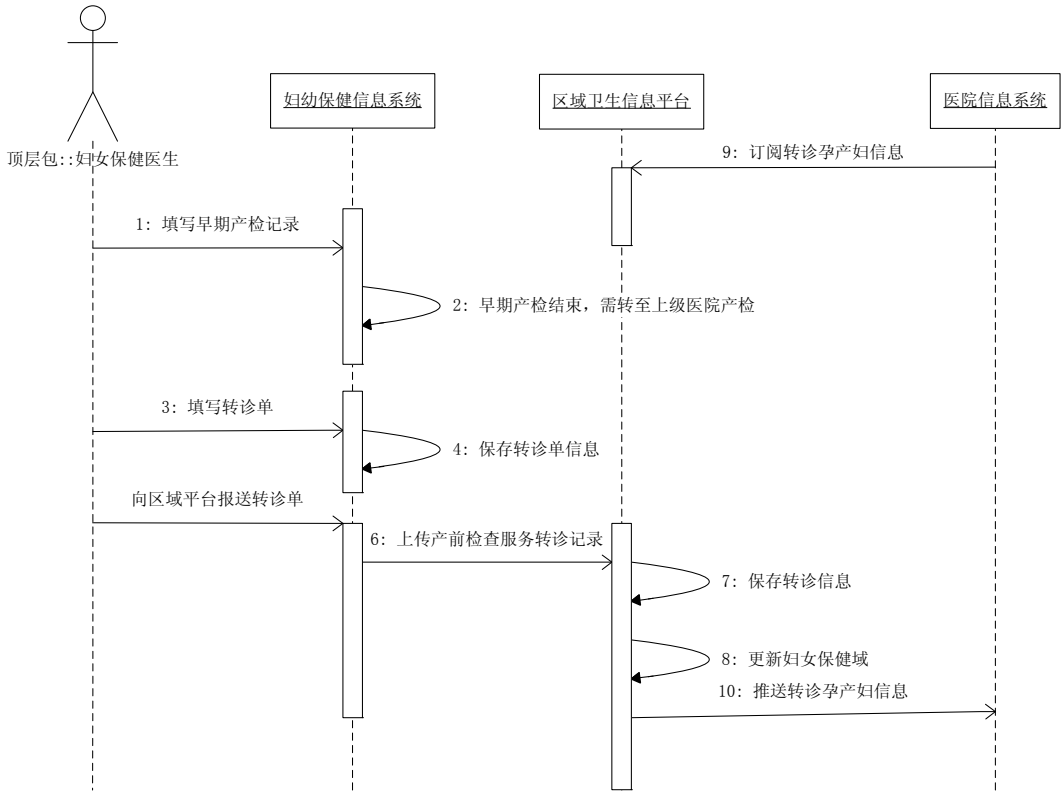 妇幼保健信息系统
区域卫生信息平台
医院信息系统
顶层包::妇女保健医生
9: 订阅转诊孕产妇信息
1: 填写早期产检记录
2: 早期产检结束，需转至上级医院产检
3: 填写转诊单
4: 保存转诊单信息
向区域平台报送转诊单
6: 上传产前检查服务转诊记录
7: 保存转诊信息
8: 更新妇女保健域
10: 推送转诊孕产妇信息